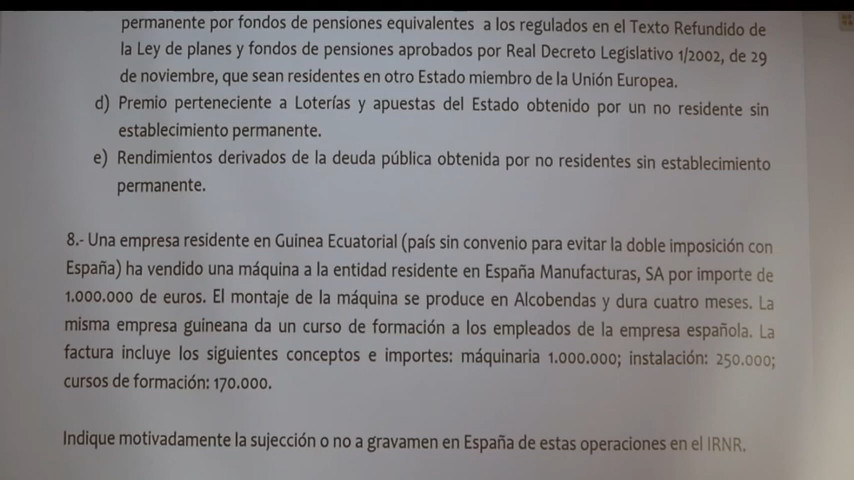 permanente por fondos de pensiones equivalentes a los regulados en el Texto Refundido de
la Ley de planes y fondos de pensiones aprobados por Real Decreto Legislativo 1/2002, de 29
de noviembre, que sean residentes en otro Estado miembro de la Unión Europea.
d) Premio perteneciente a Loterías y apuestas del Estado obtenido por un no residente sin
establecimiento permanente.
e) Rendimientos derivados de la deuda pública obtenida por no residentes sin establecimiento
permanente.
8.- Una empresa residente en Guinea Ecuatorial (país sin convenio para evitar la doble imposición con
España) ha vendido una máquina a la entidad residente en España Manufacturas, SA por importe de
1.000.000 de euros. El montaje de la máquina se produce en Alcobendas y dura cuatro meses. La
misma empresa guineana da un curso de formación a los empleados de la empresa española. La
factura incluye los siguientes conceptos e importes: máquinaria 1.000.000; instalación: 250.000;
cursos de formación: 170.000.
Indique motivadamente la sujección o no a gravamen en España de estas operaciones en el IRNR.